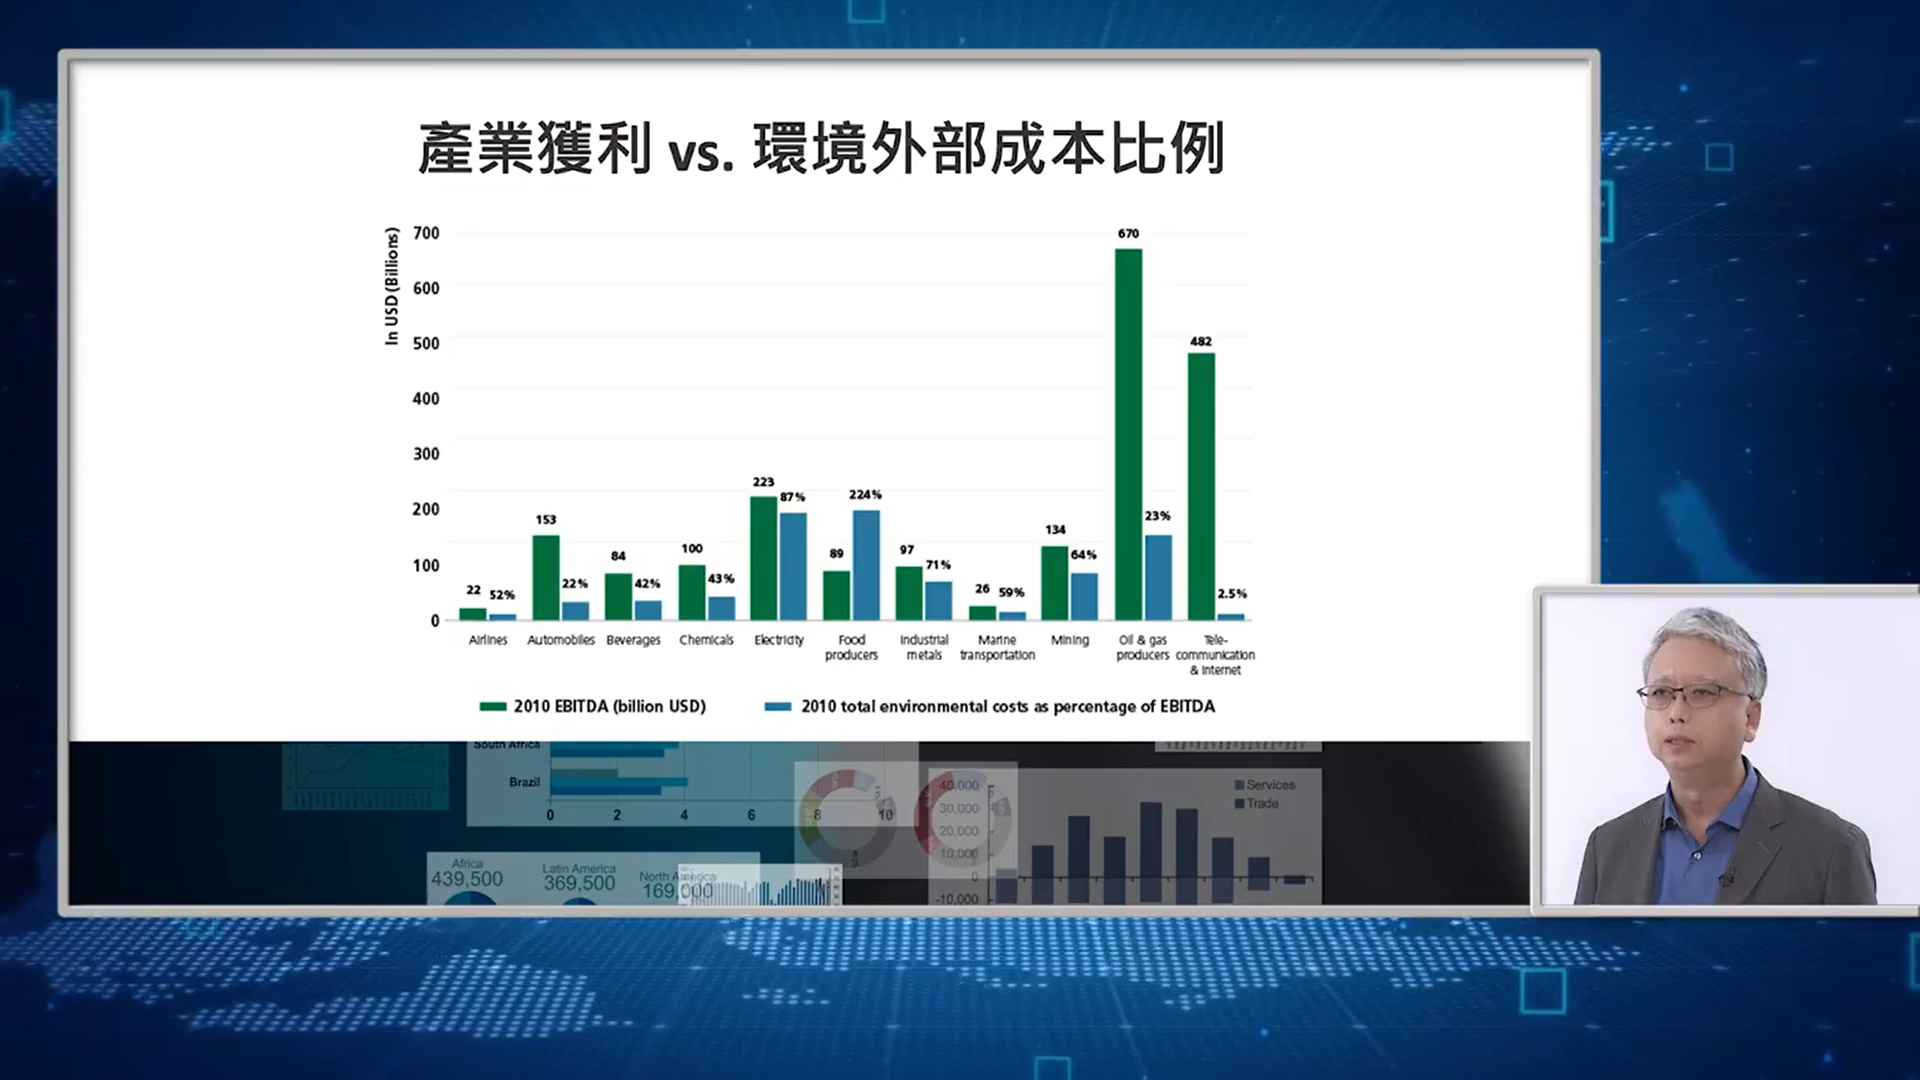 產業獲利 vs. 環境外部成本比例
In USD (Billions)
700
600
500
400
300
200
100
0
22 52%
153 22%
84 42%
100 43%
223 87%
89 224%
97 71%
26 59%
134 64%
670 23%
482 2.5%
Airlines
Automobiles
Beverages
Chemicals
Electricity
Food
producers
Industrial
metals
Marine
transportation
Mining
Oil & gas
producers
Tele-
communication
& Internet
2010 EBITDA (billion USD)
2010 total environmental costs as percentage of EBITDA
South Africa
Brazil
0 2 4 6 8 10
Africa
439,500
Latin America
369,500
North America
169,000
40,000
30,000
20,000
10,000
0
-10,000
Services
Trade